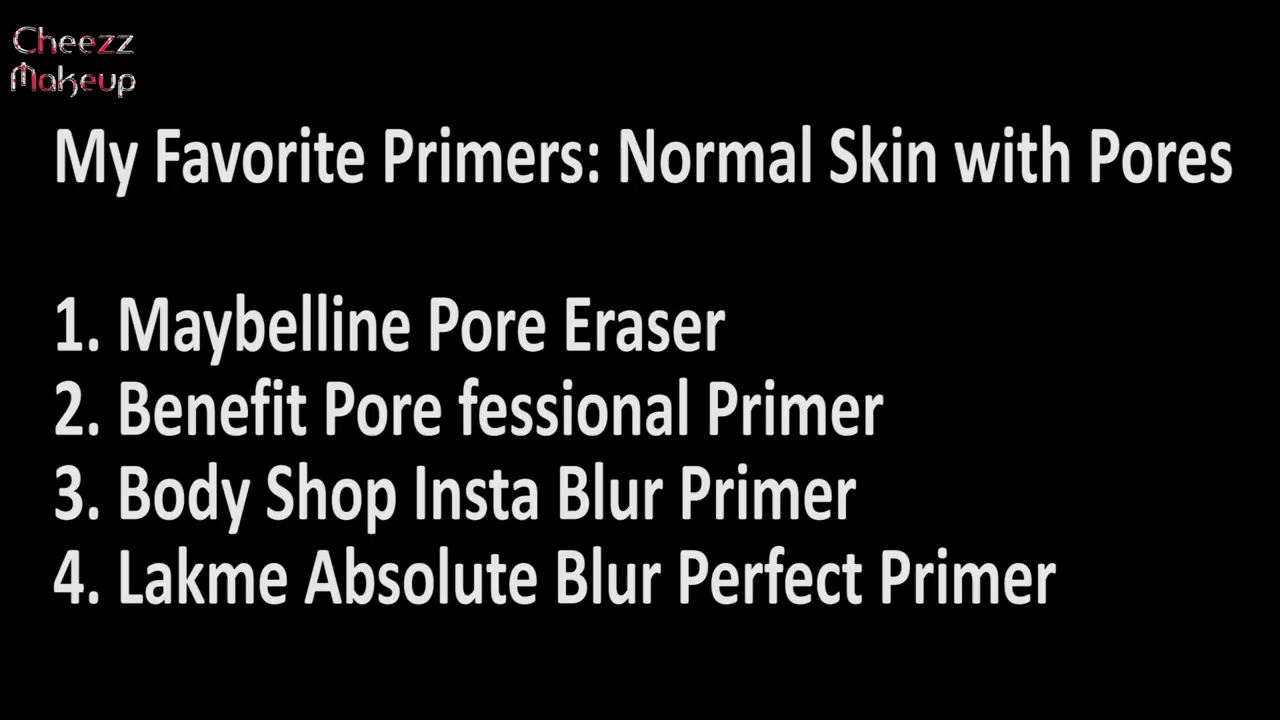 Cheezz
Makeup
My Favorite Primers: Normal Skin with Pores
1. Maybelline Pore Eraser
2. Benefit Pore fessional Primer
3. Body Shop Insta Blur Primer
4. Lakme Absolute Blur Perfect Primer